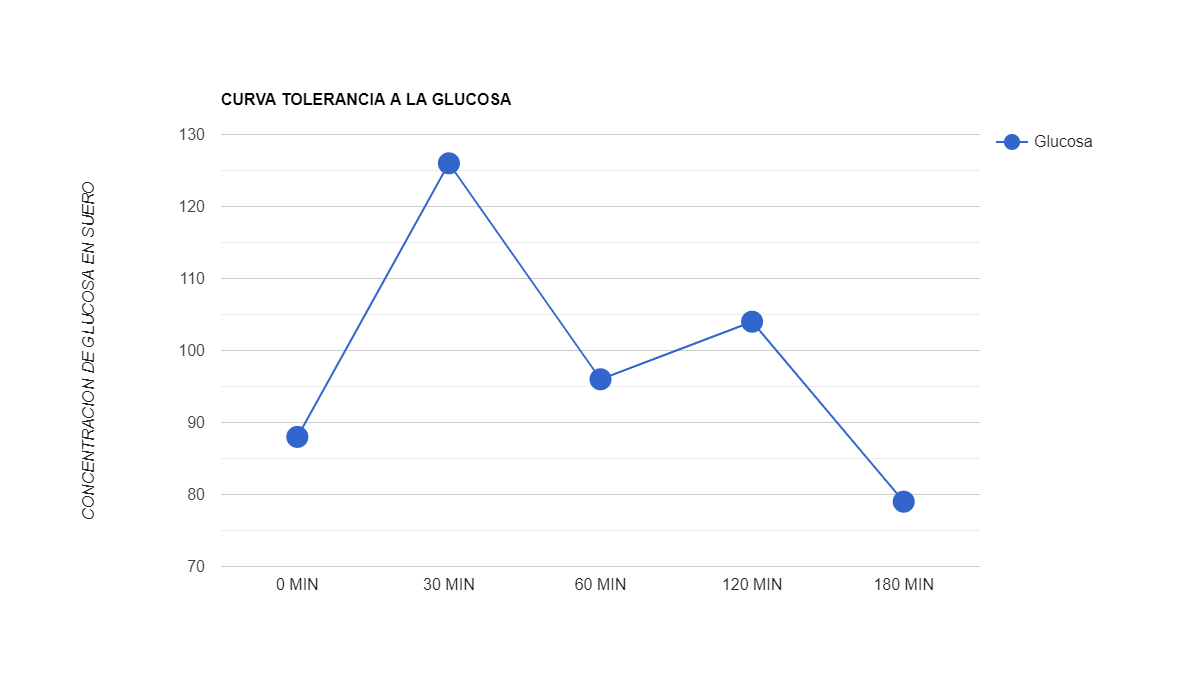 CURVA TOLERANCIA A LA GLUCOSA
Glucosa
CONCENTRACION DE GLUCOSA EN SUERO
130
120
110
100
90
80
70
0 MIN
30 MIN
60 MIN
120 MIN
180 MIN